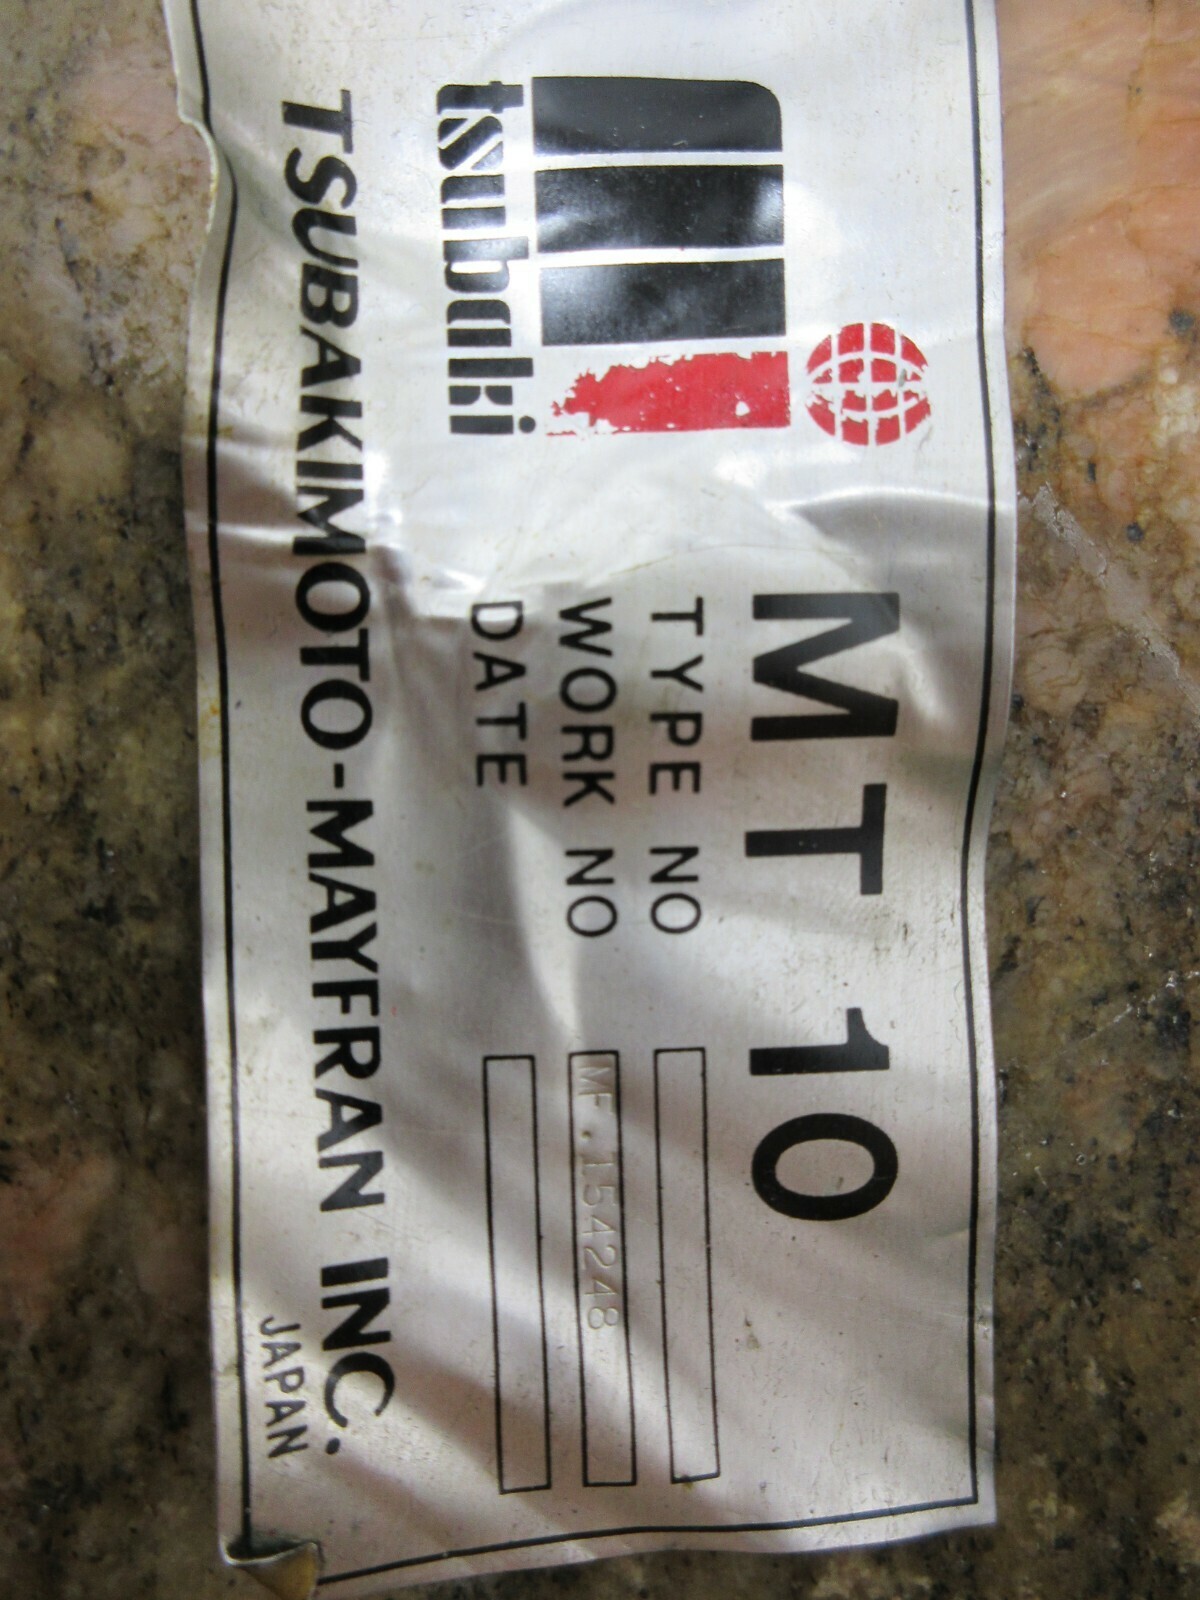 tsubaki
MT 10
TYPE NO
WORK NO MF.154248
DATE
TSUBAKIMOTO-MAYFRAN INC.
JAPAN